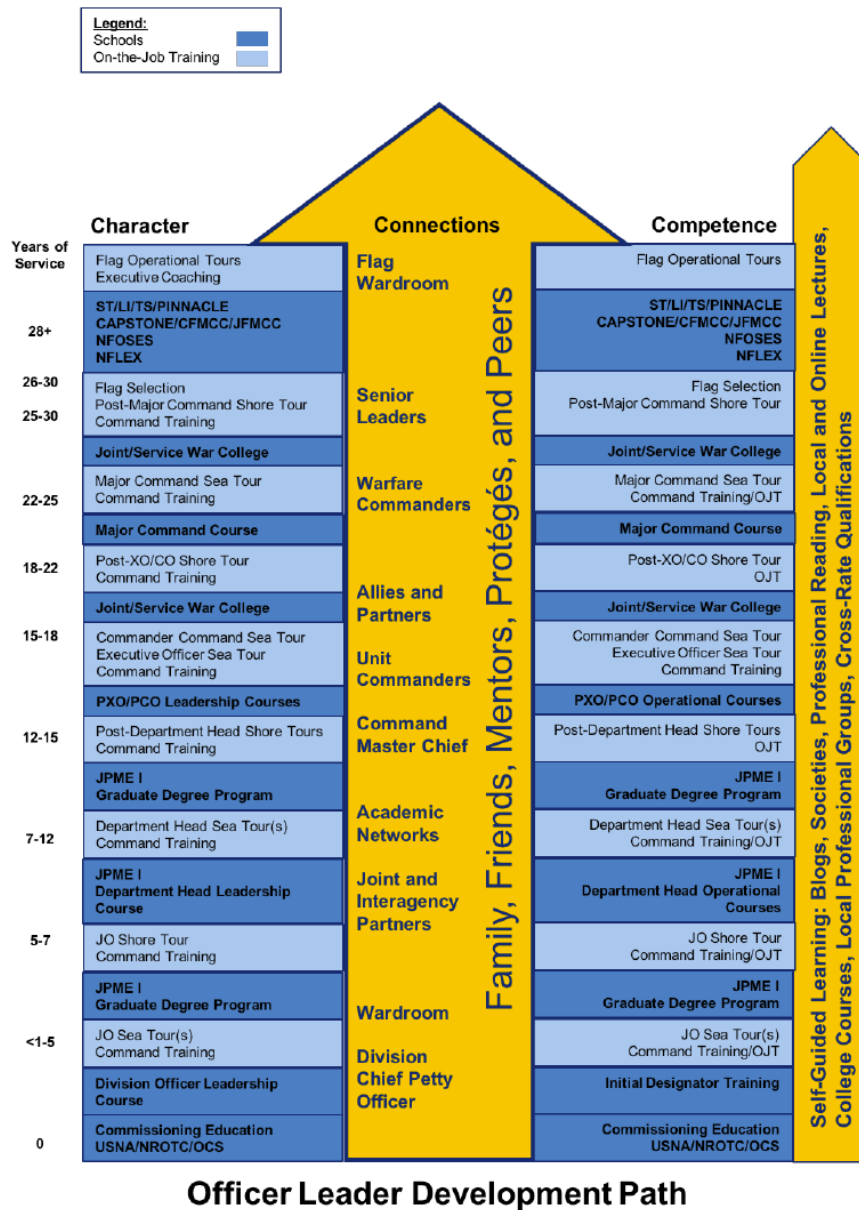 Legend:
Schools
On-the-Job Training
Character
Connections
Competence
Years of
Service
28+
26-30
25-30
22-25
18-22
15-18
12-15
7-12
5-7
<1-5
0
Flag Operational Tours
Executive Coaching
ST/LI/TS/PINNACLE
CAPSTONE/CFMCC/JFMCC
NFOSES
NFLEX
Flag Selection
Post-Major Command Shore Tour
Command Training
Joint/Service War College
Major Command Sea Tour
Command Training
Major Command Course
Post-XO/CO Shore Tour
Command Training
Joint/Service War College
Commander Command Sea Tour
Executive Officer Sea Tour
Command Training
PXO/PCO Leadership Courses
Post-Department Head Shore Tours
Command Training
JPME I
Graduate Degree Program
Department Head Sea Tour(s)
Command Training
JPME I
Department Head Leadership
Course
JO Shore Tour
Command Training
JPME I
Graduate Degree Program
JO Sea Tour(s)
Command Training
Division Officer Leadership
Course
Commissioning Education
USNA/NROTC/OCS
Flag
Wardroom
Senior
Leaders
Warfare
Commanders
Allies and
Partners
Unit
Commanders
Command
Master Chief
Academic
Networks
Joint and
Interagency
Partners
Wardroom
Division
Chief Petty
Officer
Family, Friends, Mentors, Protégés, and Peers
Flag Operational Tours
ST/LI/TS/PINNACLE
CAPSTONE/CFMCC/JFMCC
NFOSES
NFLEX
Flag Selection
Post-Major Command Shore Tour
Joint/Service War College
Major Command Sea Tour
Command Training/OJT
Major Command Course
Post-XO/CO Shore Tour
OJT
Joint/Service War College
Commander Command Sea Tour
Executive Officer Sea Tour
Command Training
PXO/PCO Operational Courses
Post-Department Head Shore Tours
OJT
JPME I
Graduate Degree Program
Department Head Sea Tour(s)
Command Training/OJT
JPME I
Department Head Operational
Courses
JO Shore Tour
Command Training/OJT
JPME I
Graduate Degree Program
JO Sea Tour(s)
Command Training/OJT
Initial Designator Training
Commissioning Education
USNA/NROTC/OCS
Self-Guided Learning: Blogs, Societies, Professional Reading, Local and Online Lectures,
College Courses, Local Professional Groups, Cross-Rate Qualifications
Officer Leader Development Path